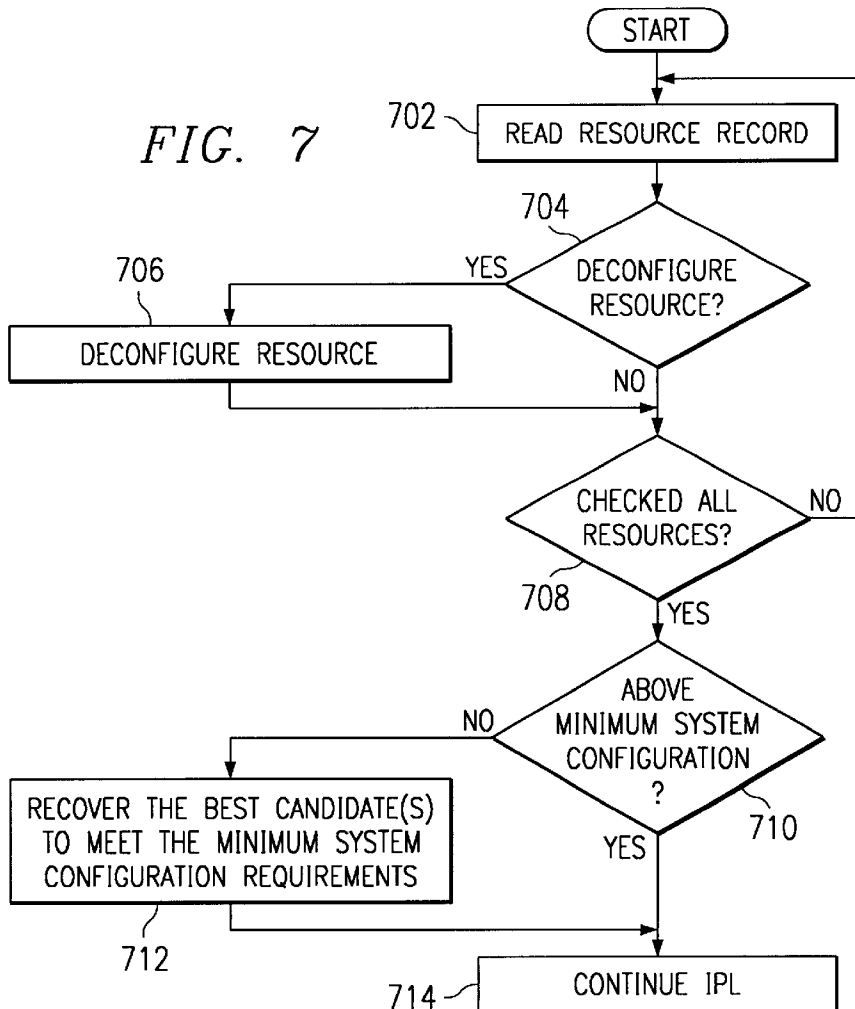 START
FIG. 7
702
READ RESOURCE RECORD
704
YES
DECONFIGURE
RESOURCE?
706
DECONFIGURE RESOURCE
NO
CHECKED ALL
RESOURCES?
NO
708
YES
ABOVE
MINIMUM SYSTEM
CONFIGURATION
?
NO
710
RECOVER THE BEST CANDIDATE(S)
TO MEET THE MINIMUM SYSTEM
CONFIGURATION REQUIREMENTS
YES
712
714
CONTINUE IPL